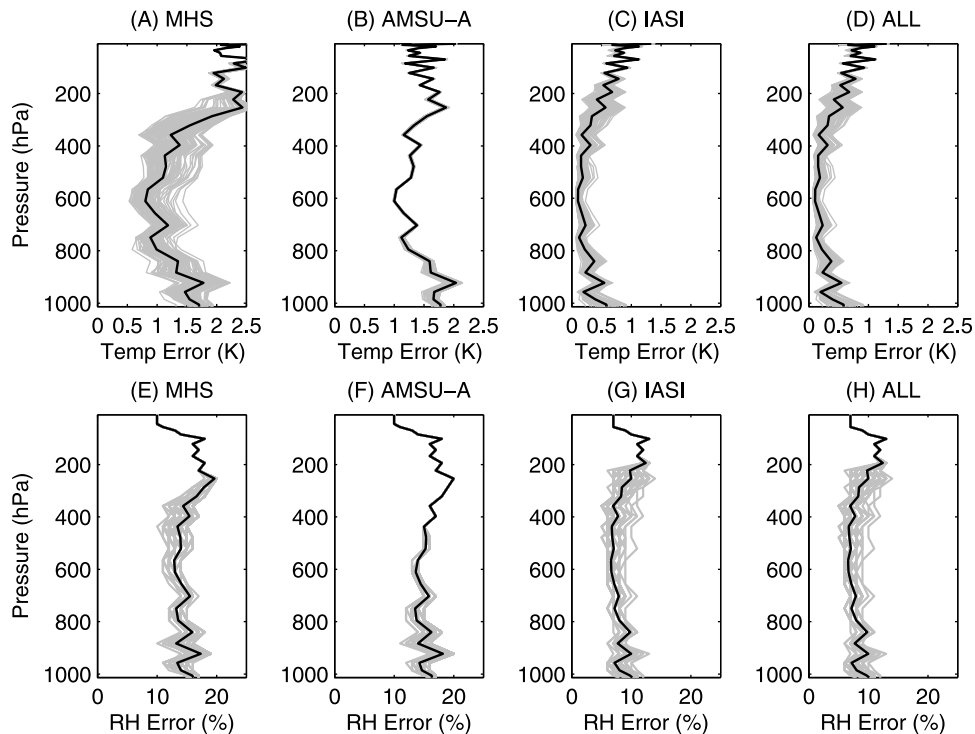 (A) MHS
(B) AMSU−A
(C) IASI
(D) ALL
Pressure (hPa)
200
400
600
800
1000
0 0.5 1 1.5 2 2.5
0 0.5 1 1.5 2 2.5
0 0.5 1 1.5 2 2.5
0 0.5 1 1.5 2 2.5
Temp Error (K)
Temp Error (K)
Temp Error (K)
Temp Error (K)
200
400
600
800
1000
200
400
600
800
1000
200
400
600
800
1000
(E) MHS
(F) AMSU−A
(G) IASI
(H) ALL
Pressure (hPa)
200
400
600
800
1000
0 10 20
0 10 20
0 10 20
0 10 20
RH Error (%)
RH Error (%)
RH Error (%)
RH Error (%)
200
400
600
800
1000
200
400
600
800
1000
200
400
600
800
1000